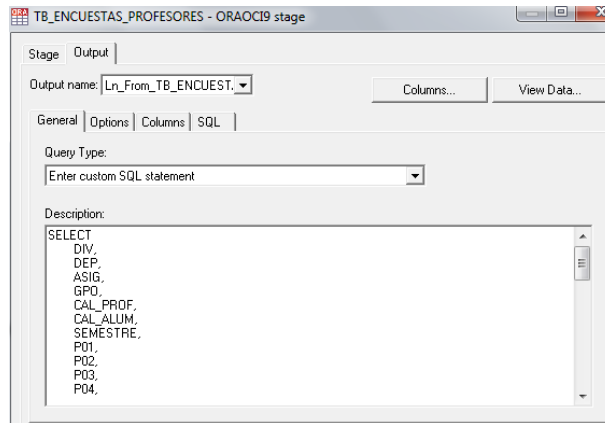 ORA
TB_ENCUESTAS_PROFESORES - ORAOCI9 stage
Stage Output
Output name: Ln_From_TB_ENCUEST. Columns... View Data...
General Options Columns SQL
Query Type:
Enter custom SQL statement
Description:
SELECT
DIV,
DEP,
ASIG,
GPO,
CAL_PROF,
CAL_ALUM,
SEMESTRE,
P01,
P02,
P03,
P04,